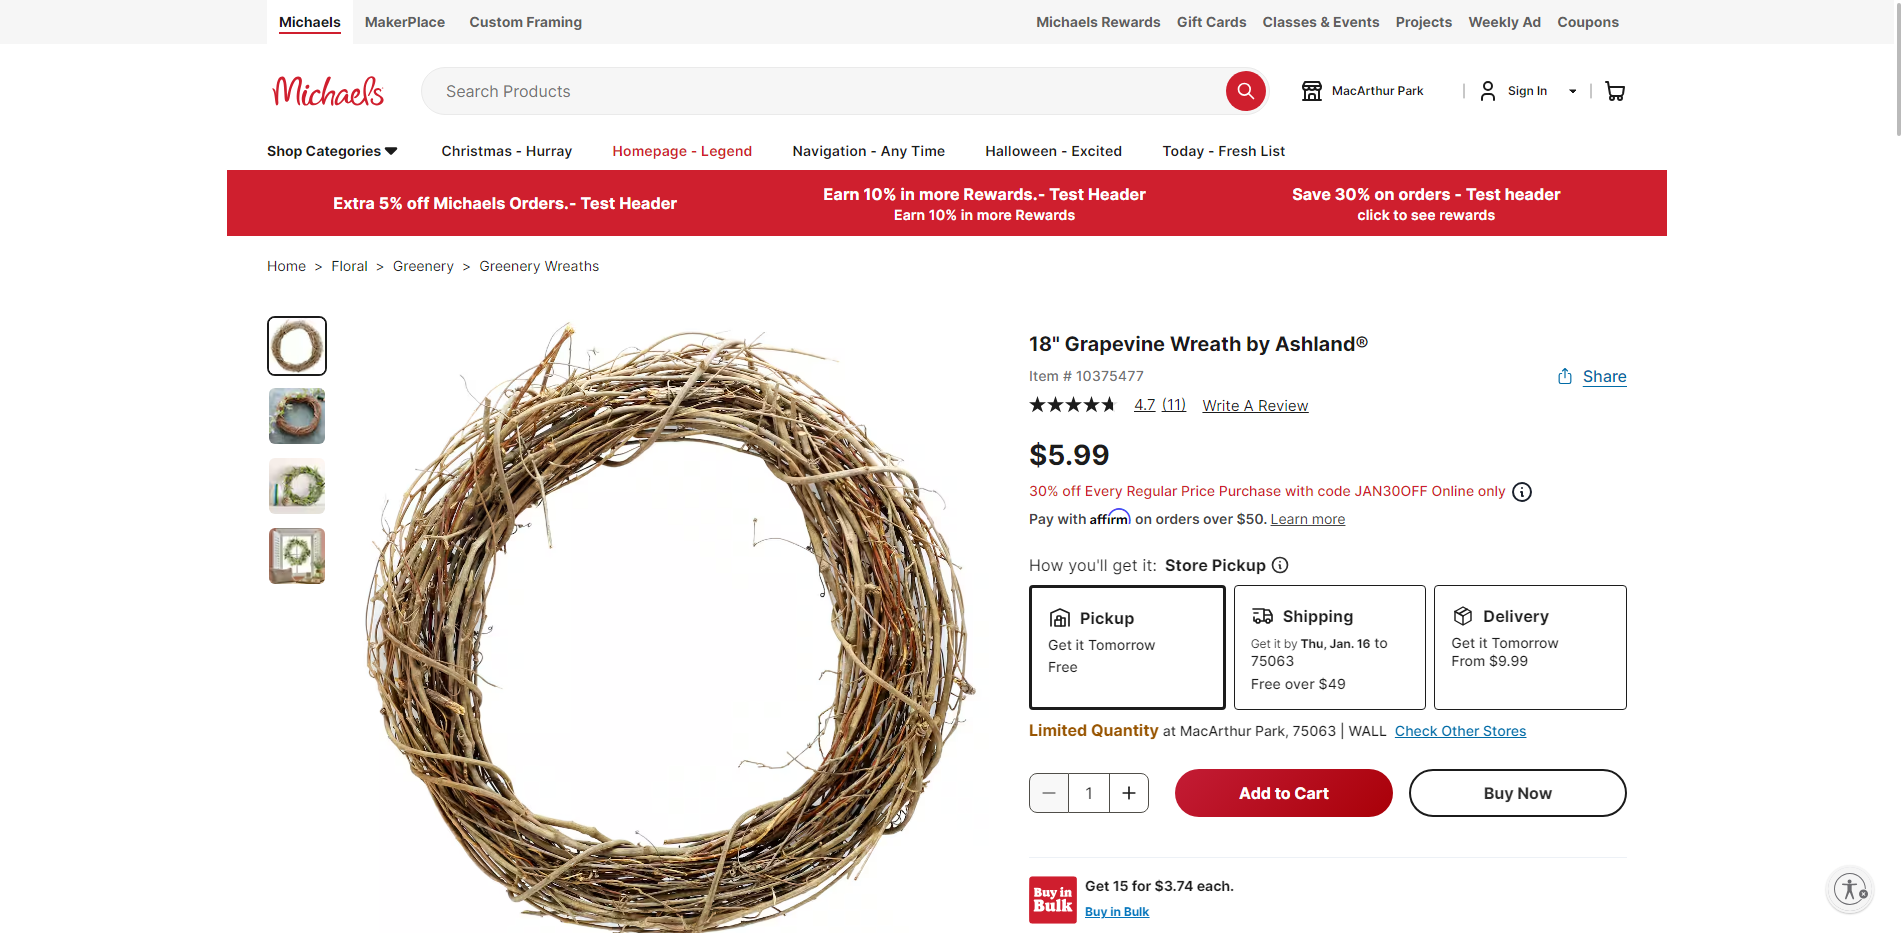 Michaels MakerPlace Custom Framing Michaels Rewards Gift Cards Classes & Events Projects Weekly Ad Coupons
Michaels Search Products MacArthur Park | Sign In |
Shop Categories Christmas - Hurray Homepage - Legend Navigation - Any Time Halloween - Excited Today - Fresh List
Extra 5% off Michaels Orders.- Test Header
Earn 10% in more Rewards.- Test Header
Earn 10% in more Rewards
Save 30% on orders - Test header
click to see rewards
Home > Floral > Greenery > Greenery Wreaths
18" Grapevine Wreath by Ashland®
Item # 10375477
Share
4.7 (11) Write A Review
$5.99
30% off Every Regular Price Purchase with code JAN30OFF Online only
Pay with affirm on orders over $50. Learn more
How you'll get it: Store Pickup
Pickup
Get it Tomorrow
Free
Shipping
Get it by Thu, Jan. 16 to
75063
Free over $49
Delivery
Get it Tomorrow
From $9.99
Limited Quantity at MacArthur Park, 75063 | WALL Check Other Stores
− 1 + Add to Cart Buy Now
Buy in
Bulk
Get 15 for $3.74 each.
Buy in Bulk